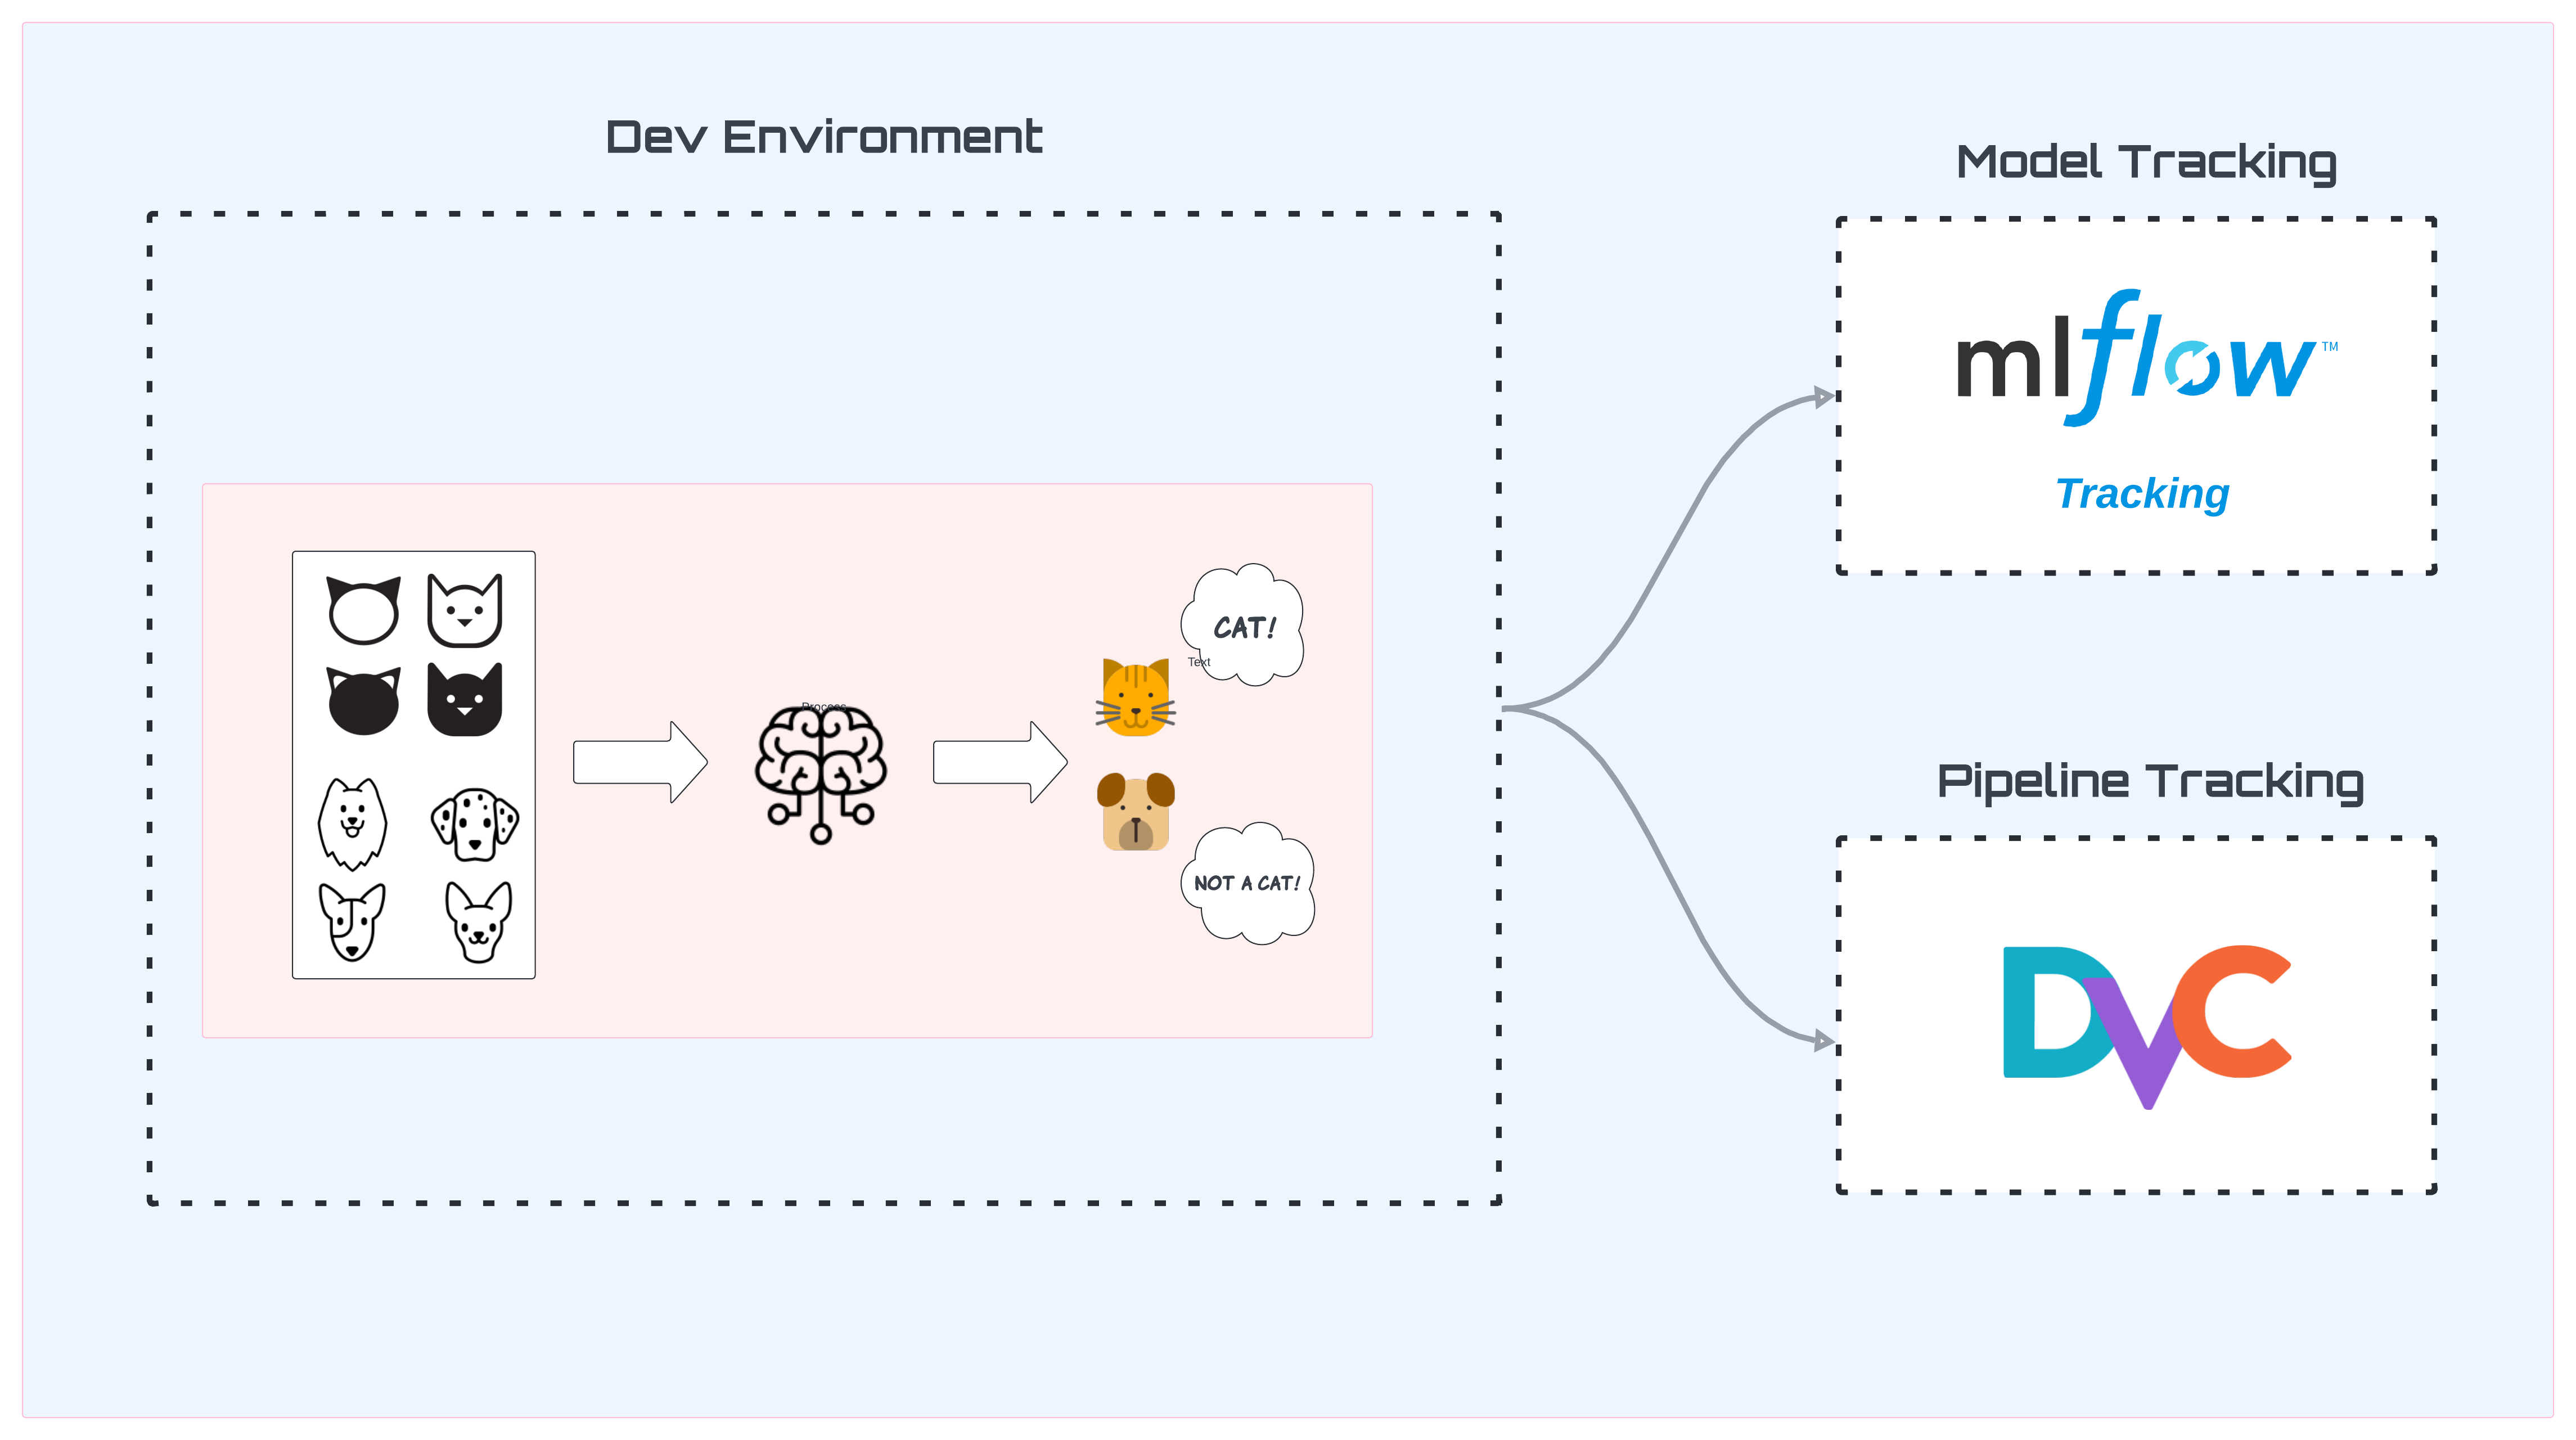 Dev Environment
Model Tracking
mlflow™
Tracking
CAT!
Text
Process
NOT A CAT!
Pipeline Tracking
DVC